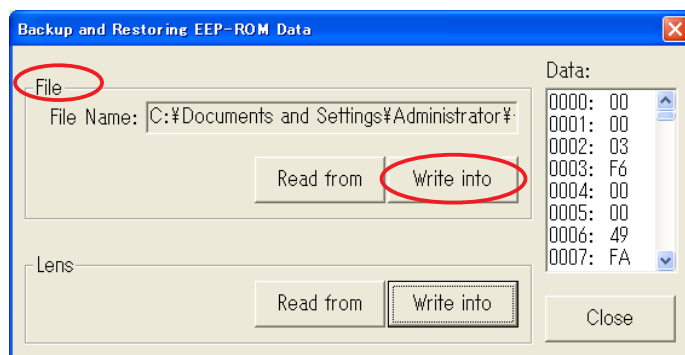 Backup and Restoring EEP-ROM Data
File
File Name: C:¥Documents and Settings¥Administrator¥
Read from
Write into
Lens
Read from
Write into
Data:
0000: 00
0001: 00
0002: 03
0003: F6
0004: 00
0005: 00
0006: 49
0007: FA
Close